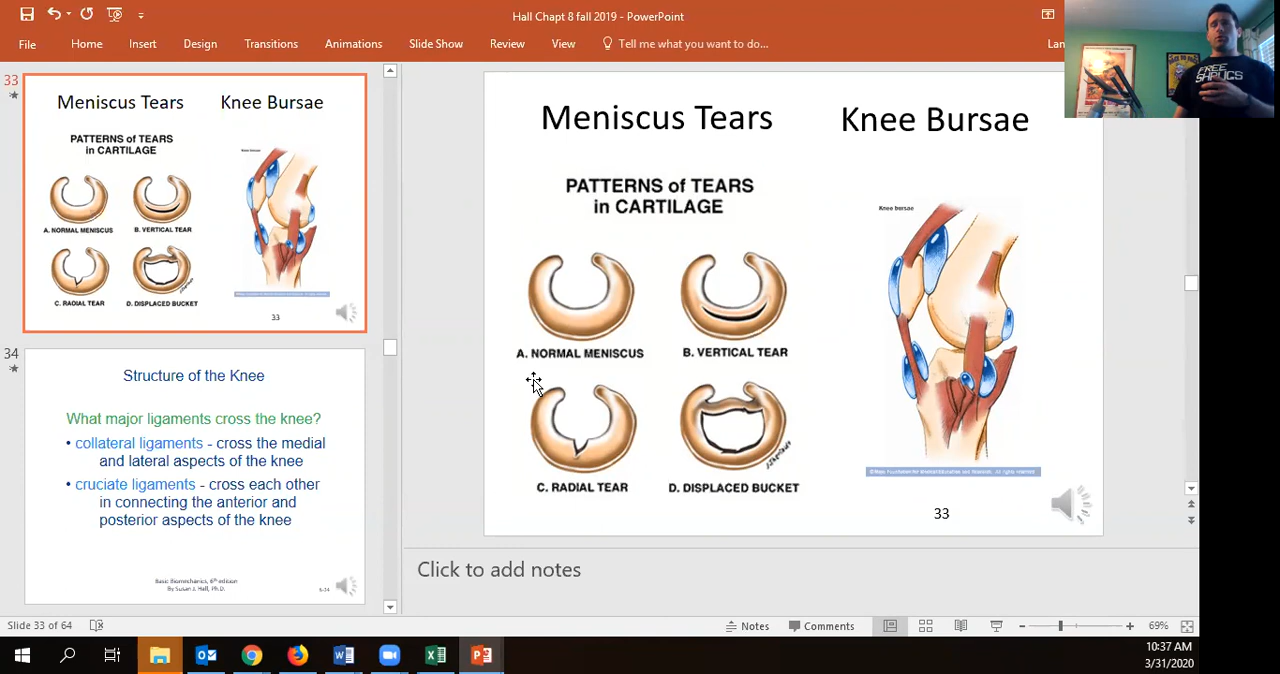 Hall Chapt 8 fall 2019 - PowerPoint
File
Home
Insert
Design
Transitions
Animations
Slide Show
Review
View
Tell me what you want to do...
Lan
FREE
33
Meniscus Tears
Knee Bursae
PATTERNS of TEARS
in CARTILAGE
A. NORMAL MENISCUS
B. VERTICAL TEAR
C. RADIAL TEAR
D. DISPLACED BUCKET
33
34
Structure of the Knee
What major ligaments cross the knee?
• collateral ligaments - cross the medial
and lateral aspects of the knee
• cruciate ligaments - cross each other
in connecting the anterior and
posterior aspects of the knee
Basic Biomechanics, 6th edition
By Susan J. Hall, Ph.D.
Meniscus Tears
Knee Bursae
PATTERNS of TEARS
in CARTILAGE
Knee bursae
A. NORMAL MENISCUS
B. VERTICAL TEAR
C. RADIAL TEAR
D. DISPLACED BUCKET
33
Click to add notes
Slide 33 of 64
Notes
Comments
69%
10:37 AM
3/31/2020